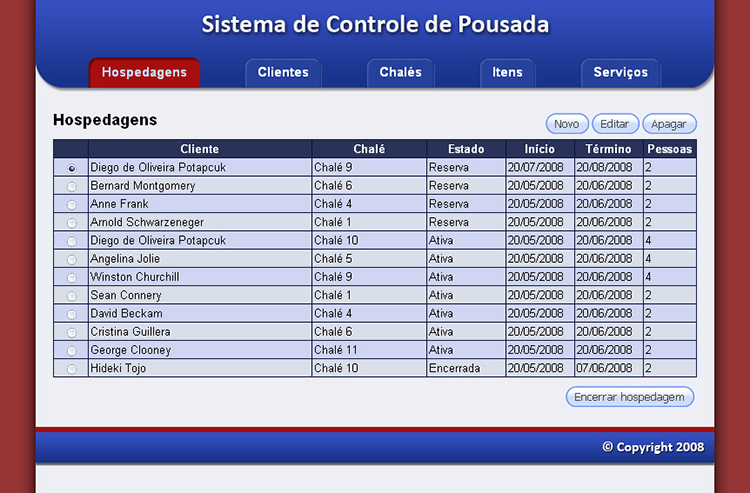 Sistema de Controle de Pousada
Hospedagens Clientes Chalés Itens Serviços
Hospedagens
Novo Editar Apagar
Cliente Chalé Estado Início Término Pessoas
Diego de Oliveira Potapcuk Chalé 9 Reserva 20/07/2008 20/08/2008 2
Bernard Montgomery Chalé 6 Reserva 20/05/2008 20/06/2008 2
Anne Frank Chalé 4 Reserva 20/05/2008 20/06/2008 2
Arnold Schwarzeneger Chalé 1 Reserva 20/05/2008 20/06/2008 2
Diego de Oliveira Potapcuk Chalé 10 Ativa 20/05/2008 20/06/2008 4
Angelina Jolie Chalé 5 Ativa 20/05/2008 20/06/2008 4
Winston Churchill Chalé 9 Ativa 20/05/2008 20/06/2008 4
Sean Connery Chalé 1 Ativa 20/05/2008 20/06/2008 2
David Beckam Chalé 4 Ativa 20/05/2008 20/06/2008 2
Cristina Guillera Chalé 6 Ativa 20/05/2008 20/06/2008 2
George Clooney Chalé 11 Ativa 20/05/2008 20/06/2008 2
Hideki Tojo Chalé 10 Encerrada 20/05/2008 07/06/2008 2
Encerrar hospedagem
© Copyright 2008